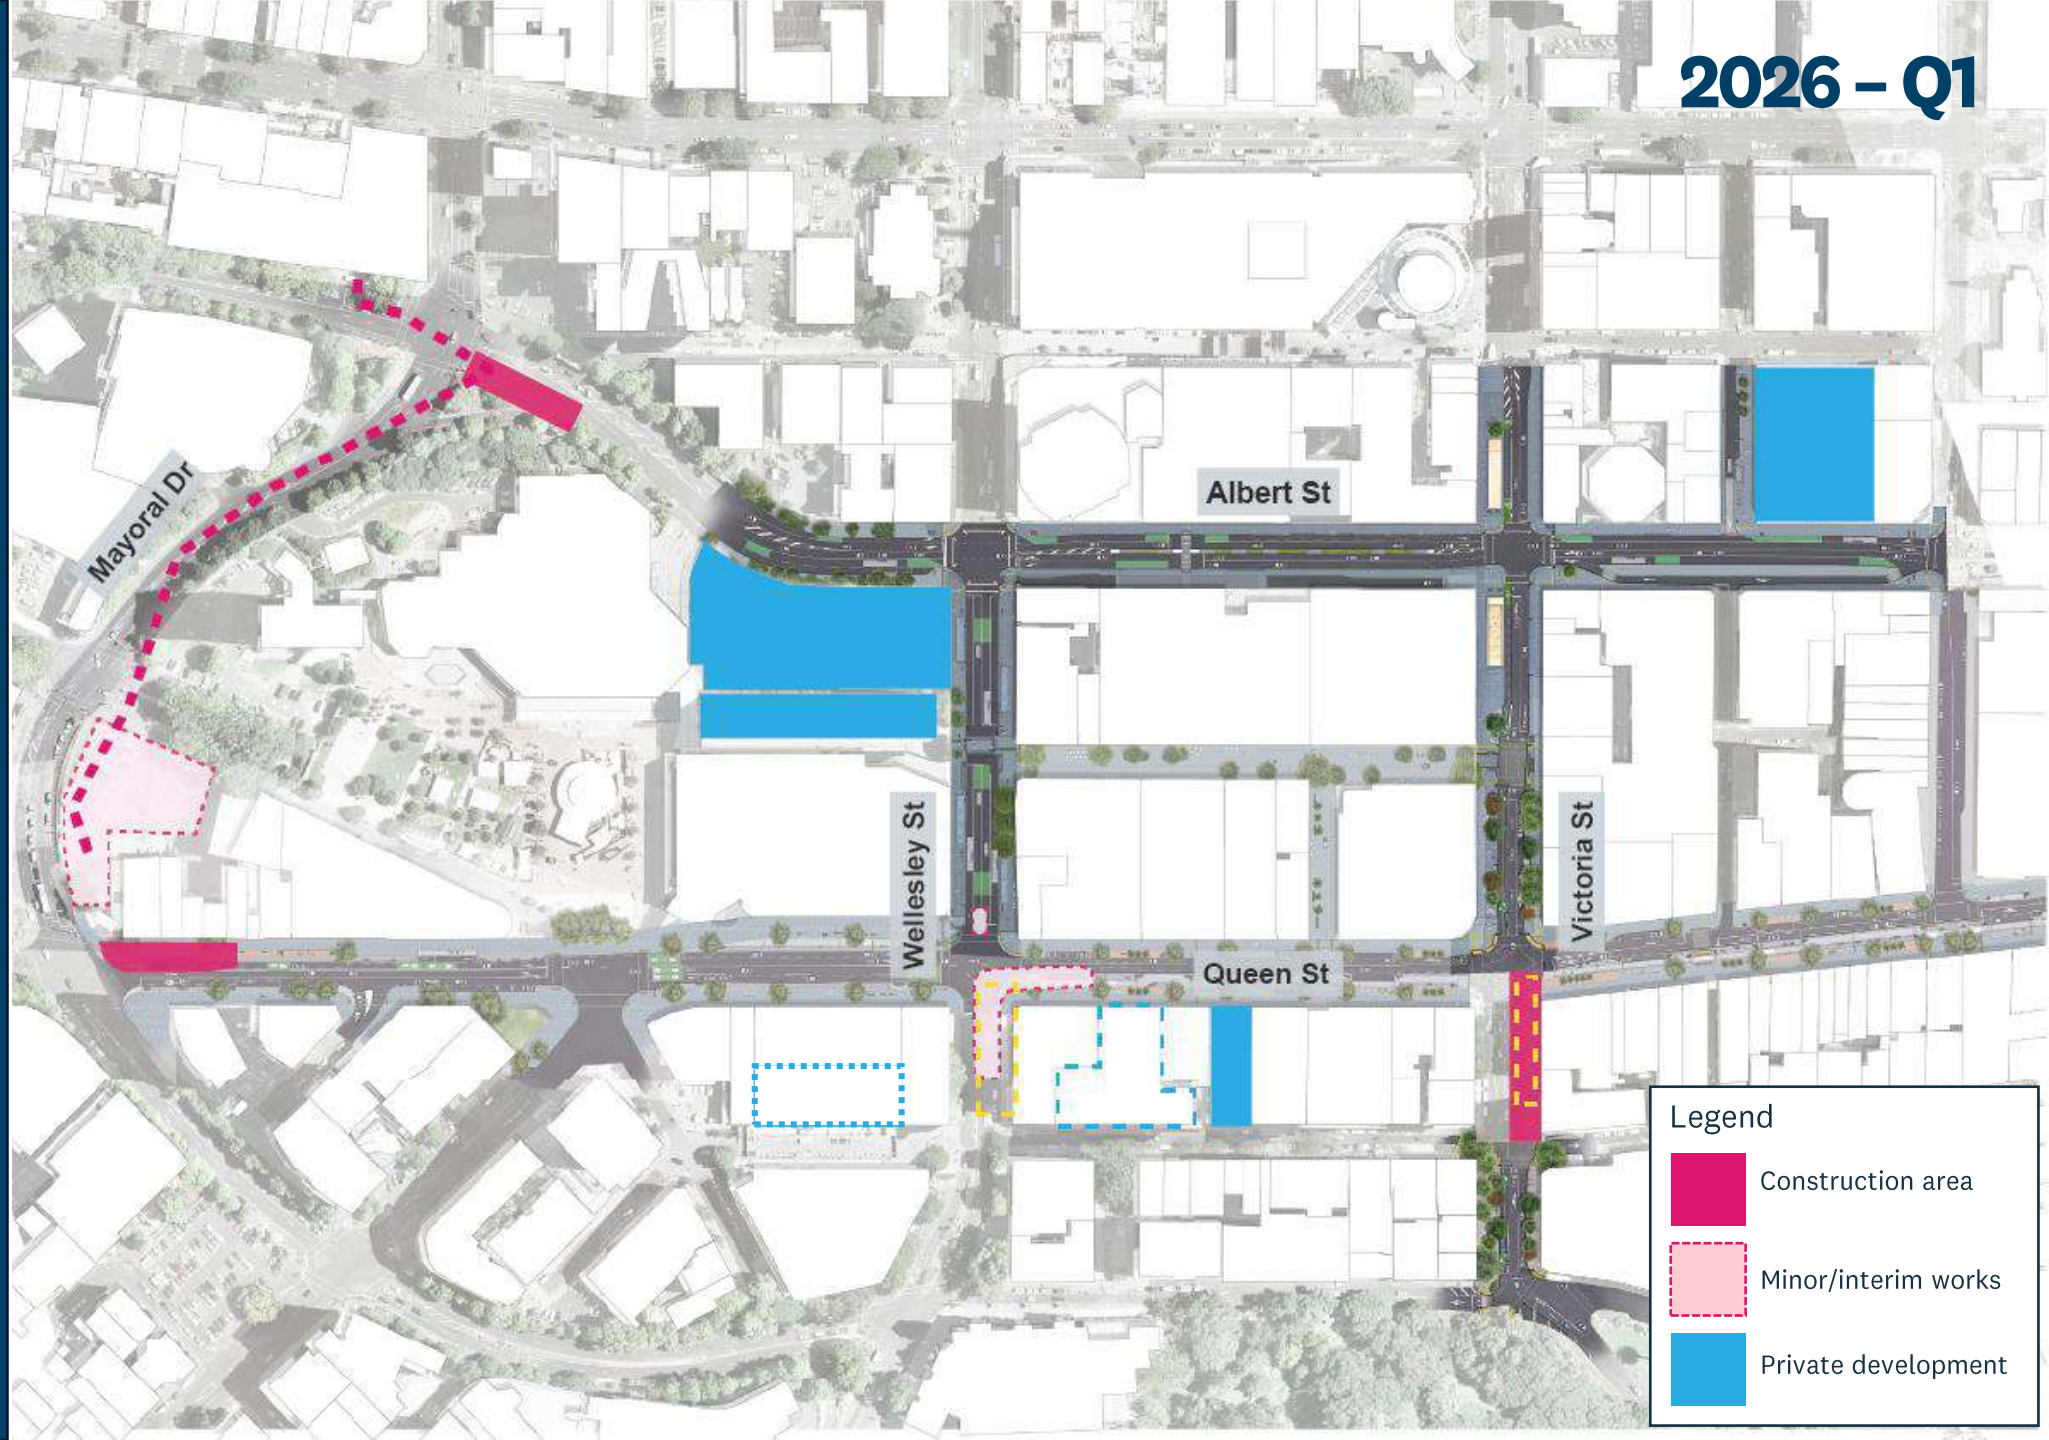 2026 – Q1
Mayoral Dr
Albert St
Wellesley St
Victoria St
Queen St
Legend
Construction area
Minor/interim works
Private development